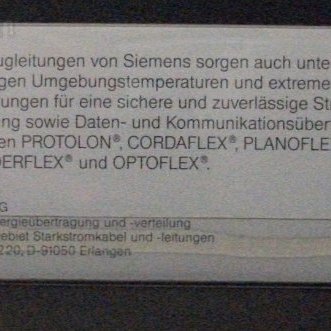 ugleitungen von Siemens sorgen auch unte
gen Umgebungstemperaturen und extreme
ungen für eine sichere und zuverlässige St
ng sowie Daten- und Kommunikationsüber
en PROTOLON®, CORDAFLEX®, PLANOFLE
DERFLEX® und OPTOFLEX®.
G
ergieübertragung und -verteilung
ebiet Starkstromkabel und -leitungen
220, D-91050 Erlangen